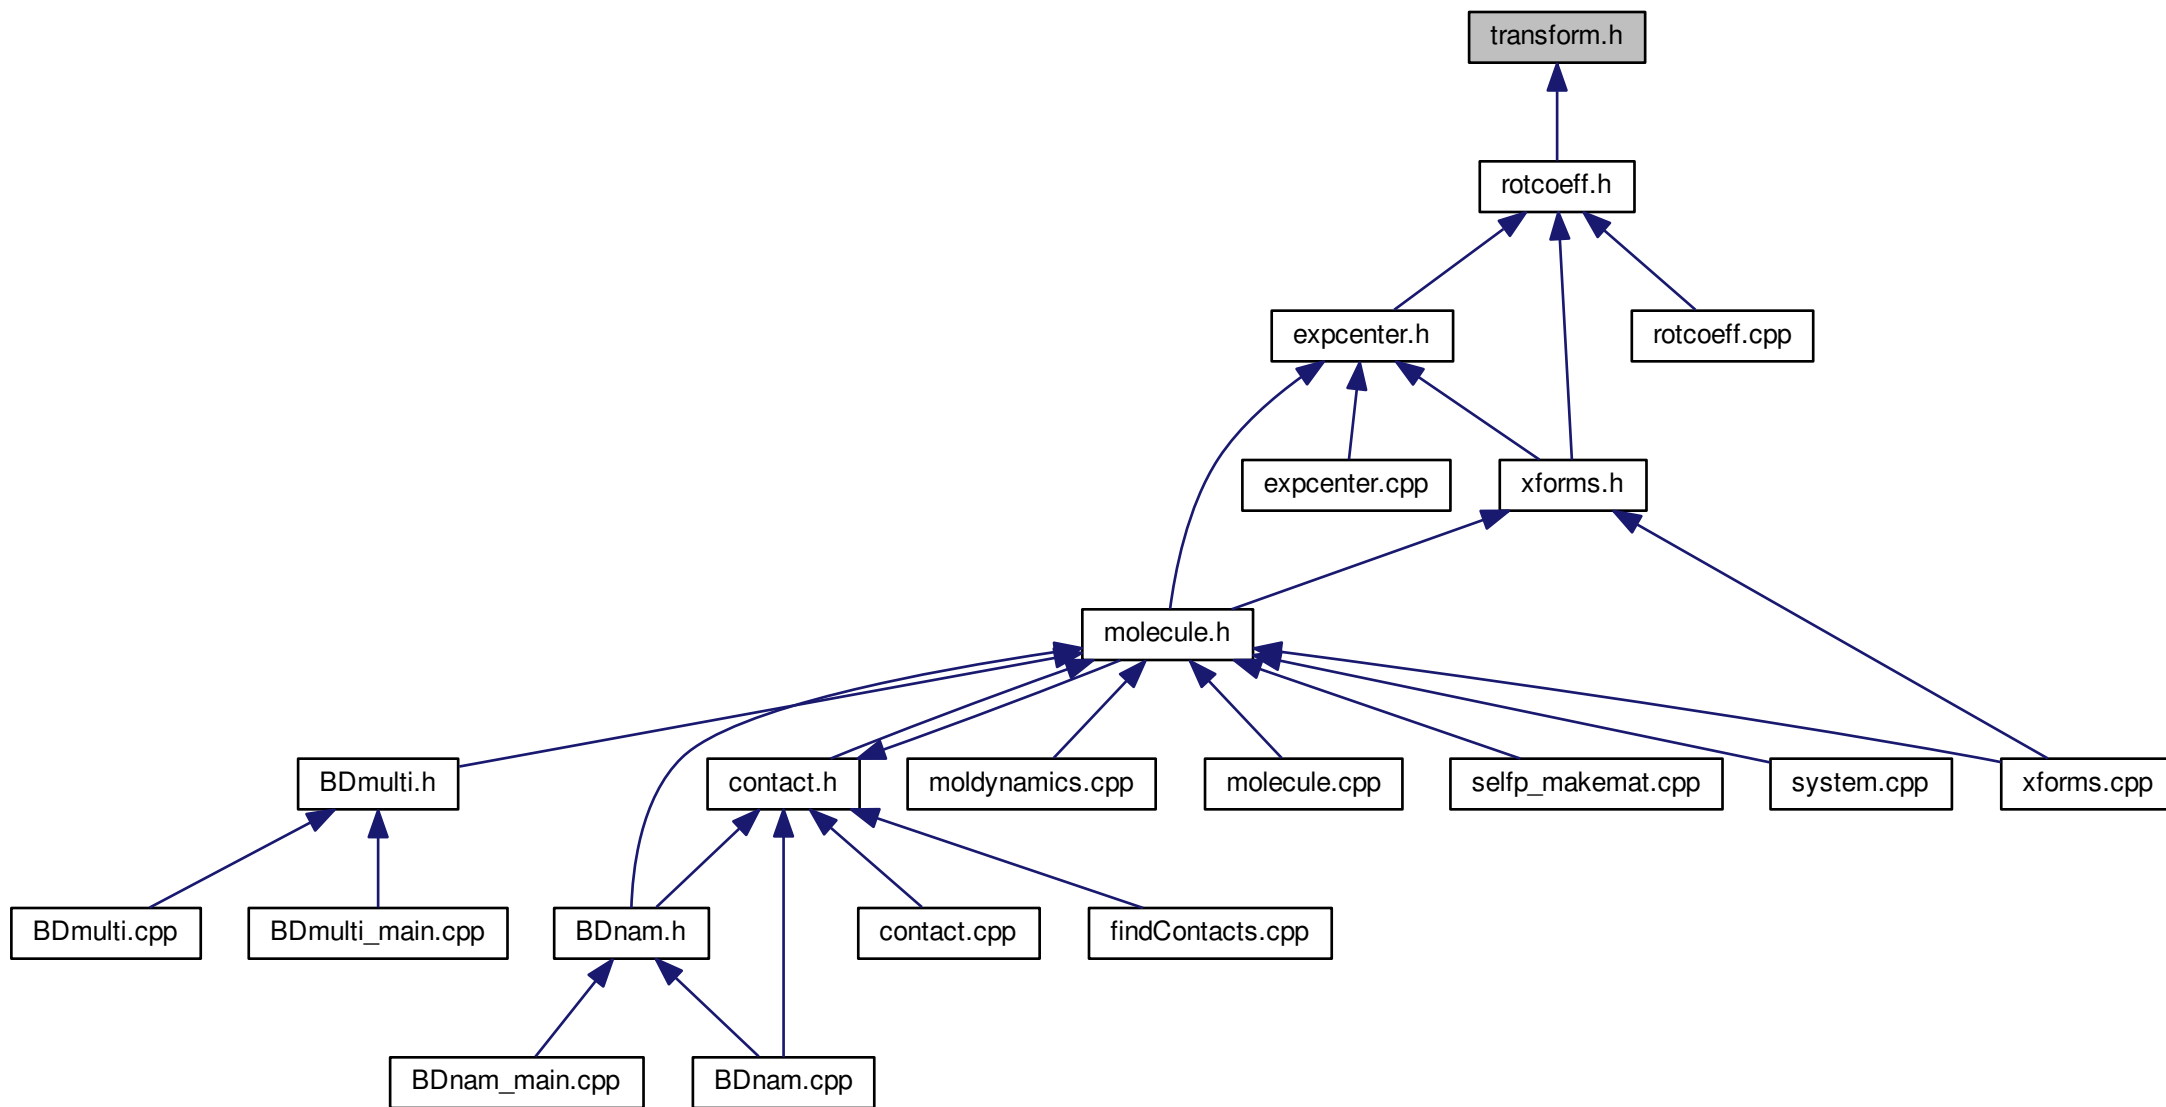 transform.h
rotcoeff.h
expcenter.h
rotcoeff.cpp
expcenter.cpp
xforms.h
molecule.h
BDmulti.h
contact.h
moldynamics.cpp
molecule.cpp
selfp_makemat.cpp
system.cpp
xforms.cpp
BDmulti.cpp
BDmulti_main.cpp
BDnam.h
contact.cpp
findContacts.cpp
BDnam_main.cpp
BDnam.cpp